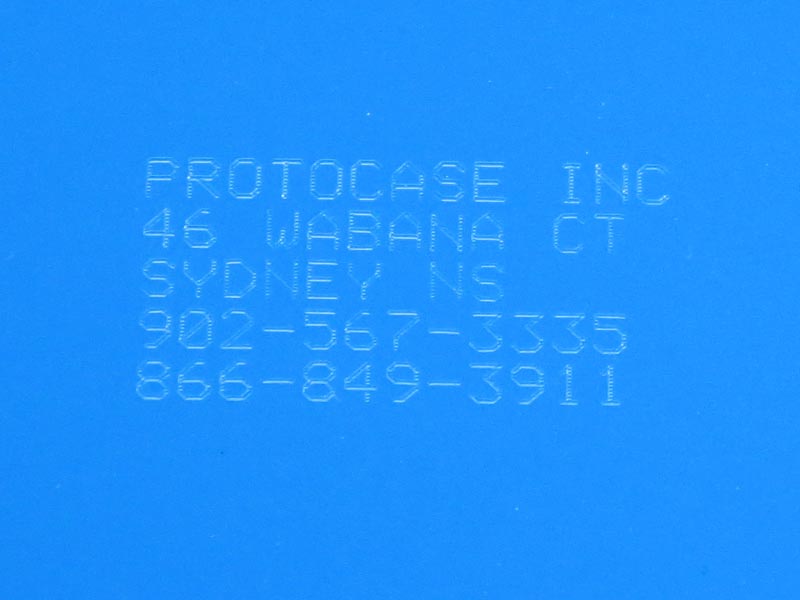 PROTOCASE INC
46 WABANA CT
SYDNEY NS
902-567-3335
866-849-3911